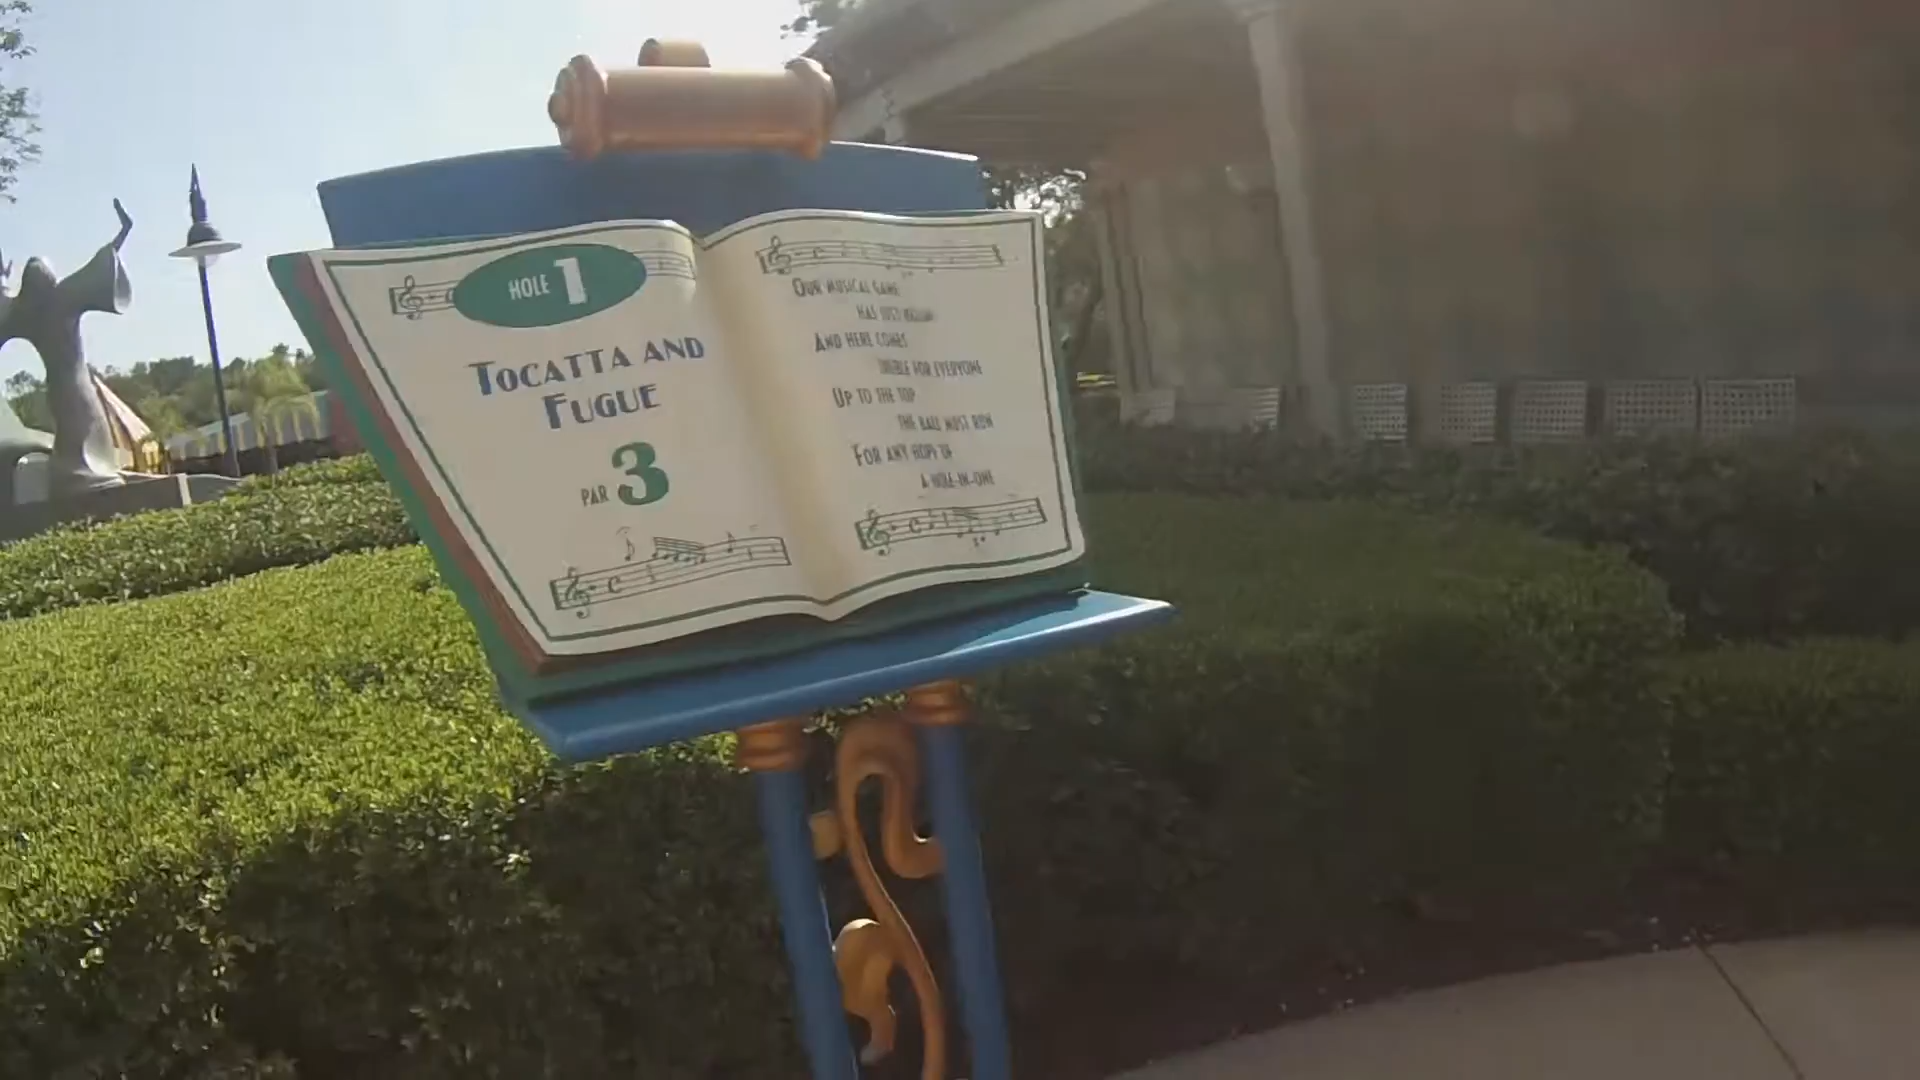 HOLE 1
TOCATTA AND
FUGUE
PAR 3
OUR MUSICAL GAME
HAS JUST BEGUN
AND HERE COMES
TREBLE FOR EVERYONE
UP TO THE TOP
THE BALL MUST RUN
FOR ANY HOPE OF
A HOLE-IN-ONE